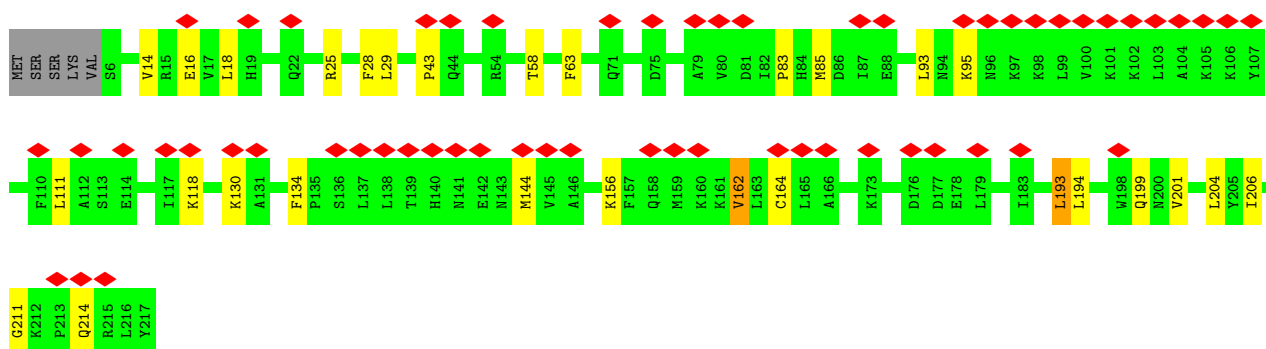 MET SER SER LYS VAL S6 V14 R15 E16 V17 L18 H19 Q22 R25 F28 L29 P43 Q44 R54 T58 F63 Q71 D75 A79 V80 D81 I82 P83 H84 M85 D86 I87 E88 L93 N94 K95 N96 K97 K98 L99 V100 K101 K102 L103 A104 K105 K106 Y107
F110 L111 A112 S113 E114 I117 K118 K130 A131 F134 P135 S136 L137 L138 T139 H140 N141 E142 N143 M144 V145 A146 K156 F157 Q158 M159 K160 K161 V162 L163 C164 L165 A166 K173 D176 D177 E178 L179 I183 L193 L194 W198 Q199 N200 V201 L204 Y205 I206
G211 K212 P213 Q214 R215 L216 Y217